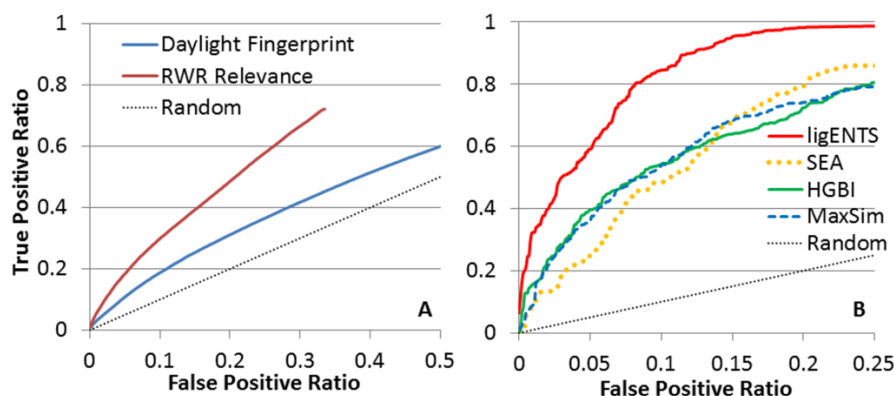 1
Daylight Fingerprint
0.8
RWR Relevance
Random
0.6
0.4
0.2
0
A
0 0.1 0.2 0.3 0.4 0.5
True Positive Ratio
False Positive Ratio
1
0.8
ligENTS
0.6
SEA
HGBI
0.4
MaxSim
Random
0.2
0
B
0 0.05 0.1 0.15 0.2 0.25
False Positive Ratio